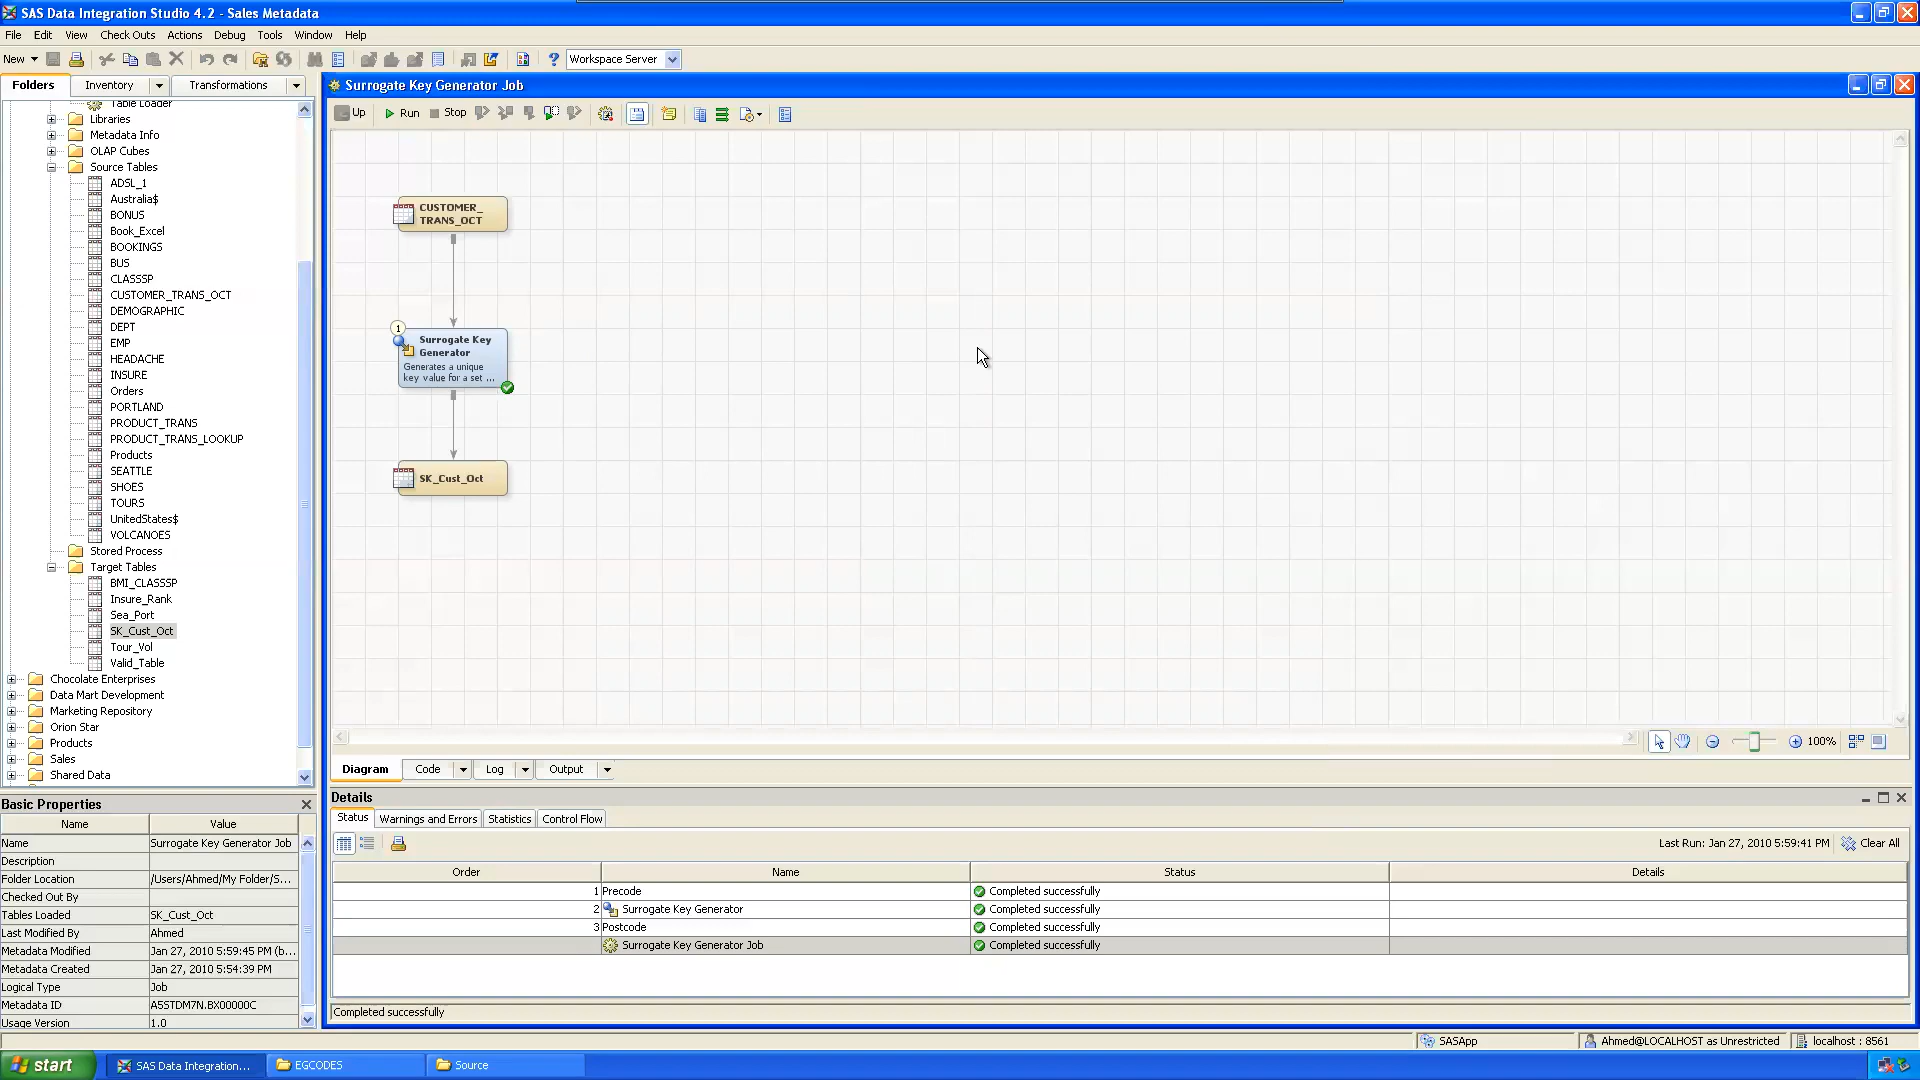 SAS Data Integration Studio 4.2 - Sales Metadata
File Edit View Check Outs Actions Debug Tools Window Help
New Workspace Server
Folders Inventory Transformations
Table Loader
Libraries
Metadata Info
OLAP Cubes
Source Tables
ADSL_1
Australia$
BONUS
Book_Excel
BOOKINGS
BUS
CLASSSP
CUSTOMER_TRANS_OCT
DEMOGRAPHIC
DEPT
EMP
HEADACHE
INSURE
Orders
PORTLAND
PRODUCT_TRANS
PRODUCT_TRANS_LOOKUP
Products
SEATTLE
SHOES
TOURS
UnitedStates$
VOLCANOES
Stored Process
Target Tables
BMI_CLASSSP
Insure_Rank
Sea_Port
SK_Cust_Oct
Tour_Vol
Valid_Table
Chocolate Enterprises
Data Mart Development
Marketing Repository
Orion Star
Products
Sales
Shared Data
Basic Properties
Name Value
Name Surrogate Key Generator Job
Description
Folder Location /Users/Ahmed/My Folder/S...
Checked Out By
Tables Loaded SK_Cust_Oct
Last Modified By Ahmed
Metadata Modified Jan 27, 2010 5:59:45 PM (b...
Metadata Created Jan 27, 2010 5:54:39 PM
Logical Type Job
Metadata ID A5STDM7N.BX00000C
Usage Version 1.0
Surrogate Key Generator Job
Up Run Stop
CUSTOMER_
TRANS_OCT
1
Surrogate Key
Generator
Generates a unique
key value for a set ...
SK_Cust_Oct
100%
Diagram Code Log Output
Details
Status Warnings and Errors Statistics Control Flow
Last Run: Jan 27, 2010 5:59:41 PM Clear All
Order Name Status Details
1 Precode Completed successfully
2 Surrogate Key Generator Completed successfully
3 Postcode Completed successfully
Surrogate Key Generator Job Completed successfully
Completed successfully
SASApp Ahmed@LOCALHOST as Unrestricted localhost : 8561
start SAS Data Integration... EGCODES Source